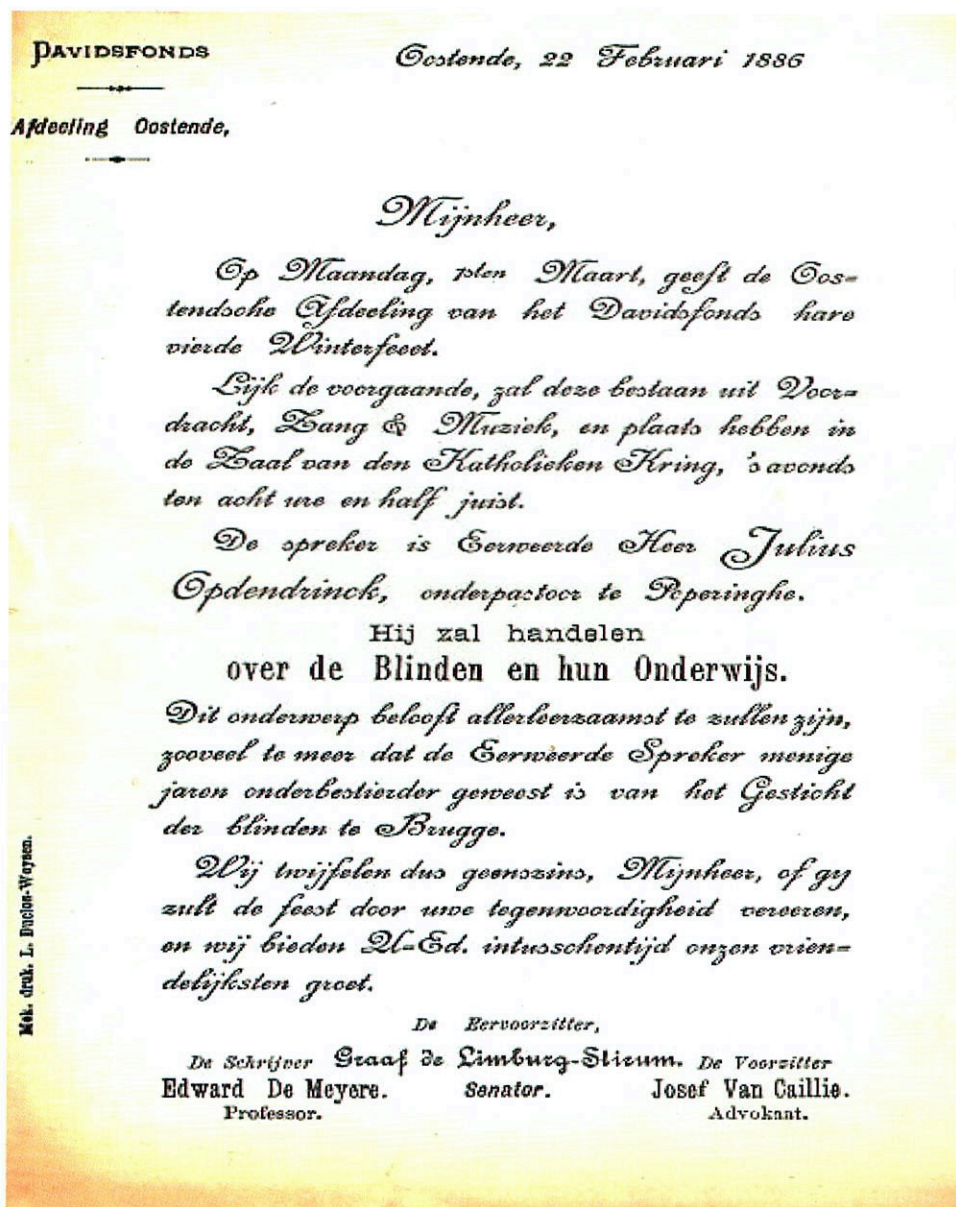 DAVIDSFONDS
Afdeeling Oostende,
Oostende, 22 Februari 1886
Mijnheer,
Op Maandag, 1sten Maart, geeft de Oos-
tendsche Afdeeling van het Davidsfonds hare
vierde Winterfeest.
Lijk de voorgaande, zal deze bestaan uit Voor-
dracht, Zang & Muziek, en plaats hebben in
de Zaal van den Katholieken Kring, 's avonds
ten acht ure en half juist.
De spreker is Eerweerde Heer Julius
Opdendrinck, onderpastoor te Poperinghe.
Hij zal handelen
over de Blinden en hun Onderwijs.
Dit onderwerp belooft allerleerzaamst te zullen zijn,
zooveel te meer dat de Eerweerde Spreker menige
jaren onderbestierder geweest is van het Gesticht
der blinden te Brugge.
Wij twijfelen dus geenszins, Mijnheer, of gy
zult de feest door uwe tegenwoordigheid vereeren,
en wij bieden U-Ed. intusschentijd onzen vrien-
delijksten groet.
De Eervoorzitter,
De Schrijver Graaf de Limburg-Stirum. De Voorzitter
Edward De Meyere. Senator. Josef Van Caillie.
Professor. Advokaat.
Mek. druk. L. Duclos-Weysen.